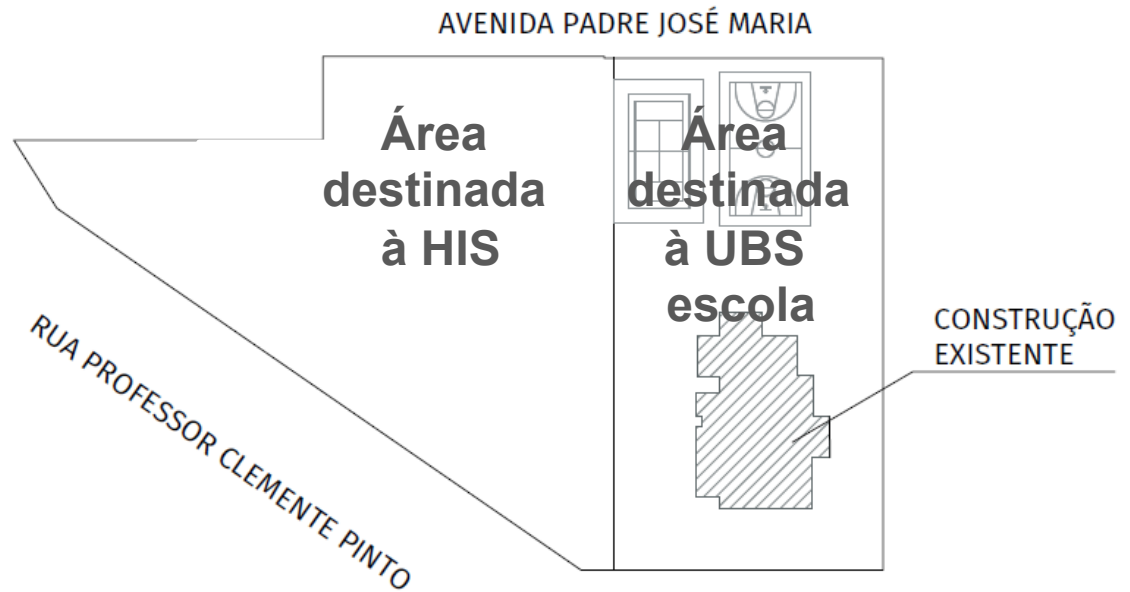 AVENIDA PADRE JOSÉ MARIA
Área
destinada
à HIS
Área
destinada
à UBS
escola
CONSTRUÇÃO
EXISTENTE
RUA PROFESSOR CLEMENTE PINTO